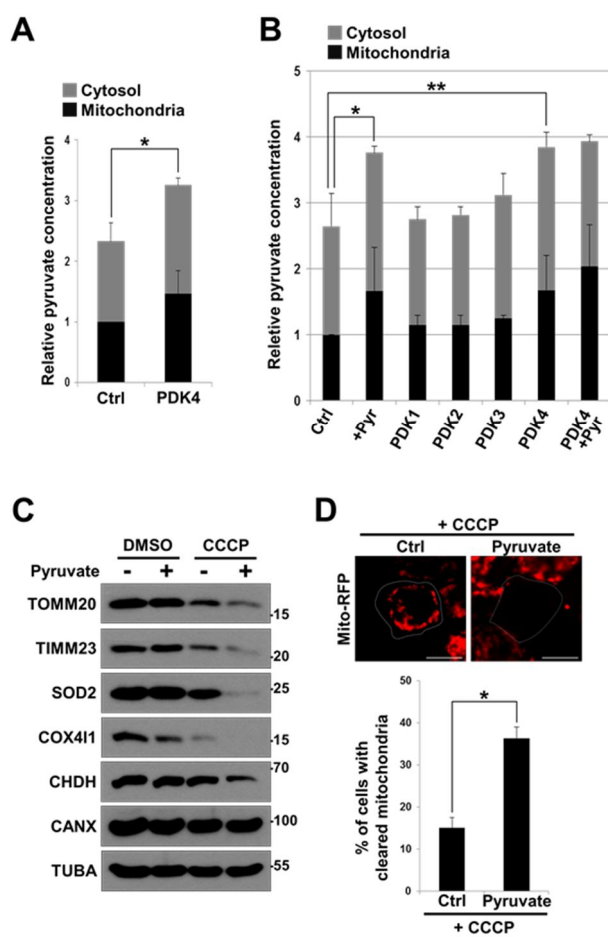 A
Cytosol
Mitochondria
Relative pyruvate concentration
4
3
2
1
0
*
Ctrl
PDK4
B
Cytosol
Mitochondria
Reletive pyruvate concentration
5
4
3
2
1
0
**
*
Ctrl
+Pyr
PDK1
PDK2
PDK3
PDK4
PDK4
+Pyr
C
DMSO CCCP
Pyruvate - + - +
TOMM20 -15
TIMM23 -20
SOD2 -25
COX4I1 -15
CHDH -70
CANX -100
TUBA -55
D
+ CCCP
Ctrl Pyruvate
Mito-RFP
% of cells with
cleared mitochondria
50
40
30
20
10
0
*
Ctrl Pyruvate
+ CCCP